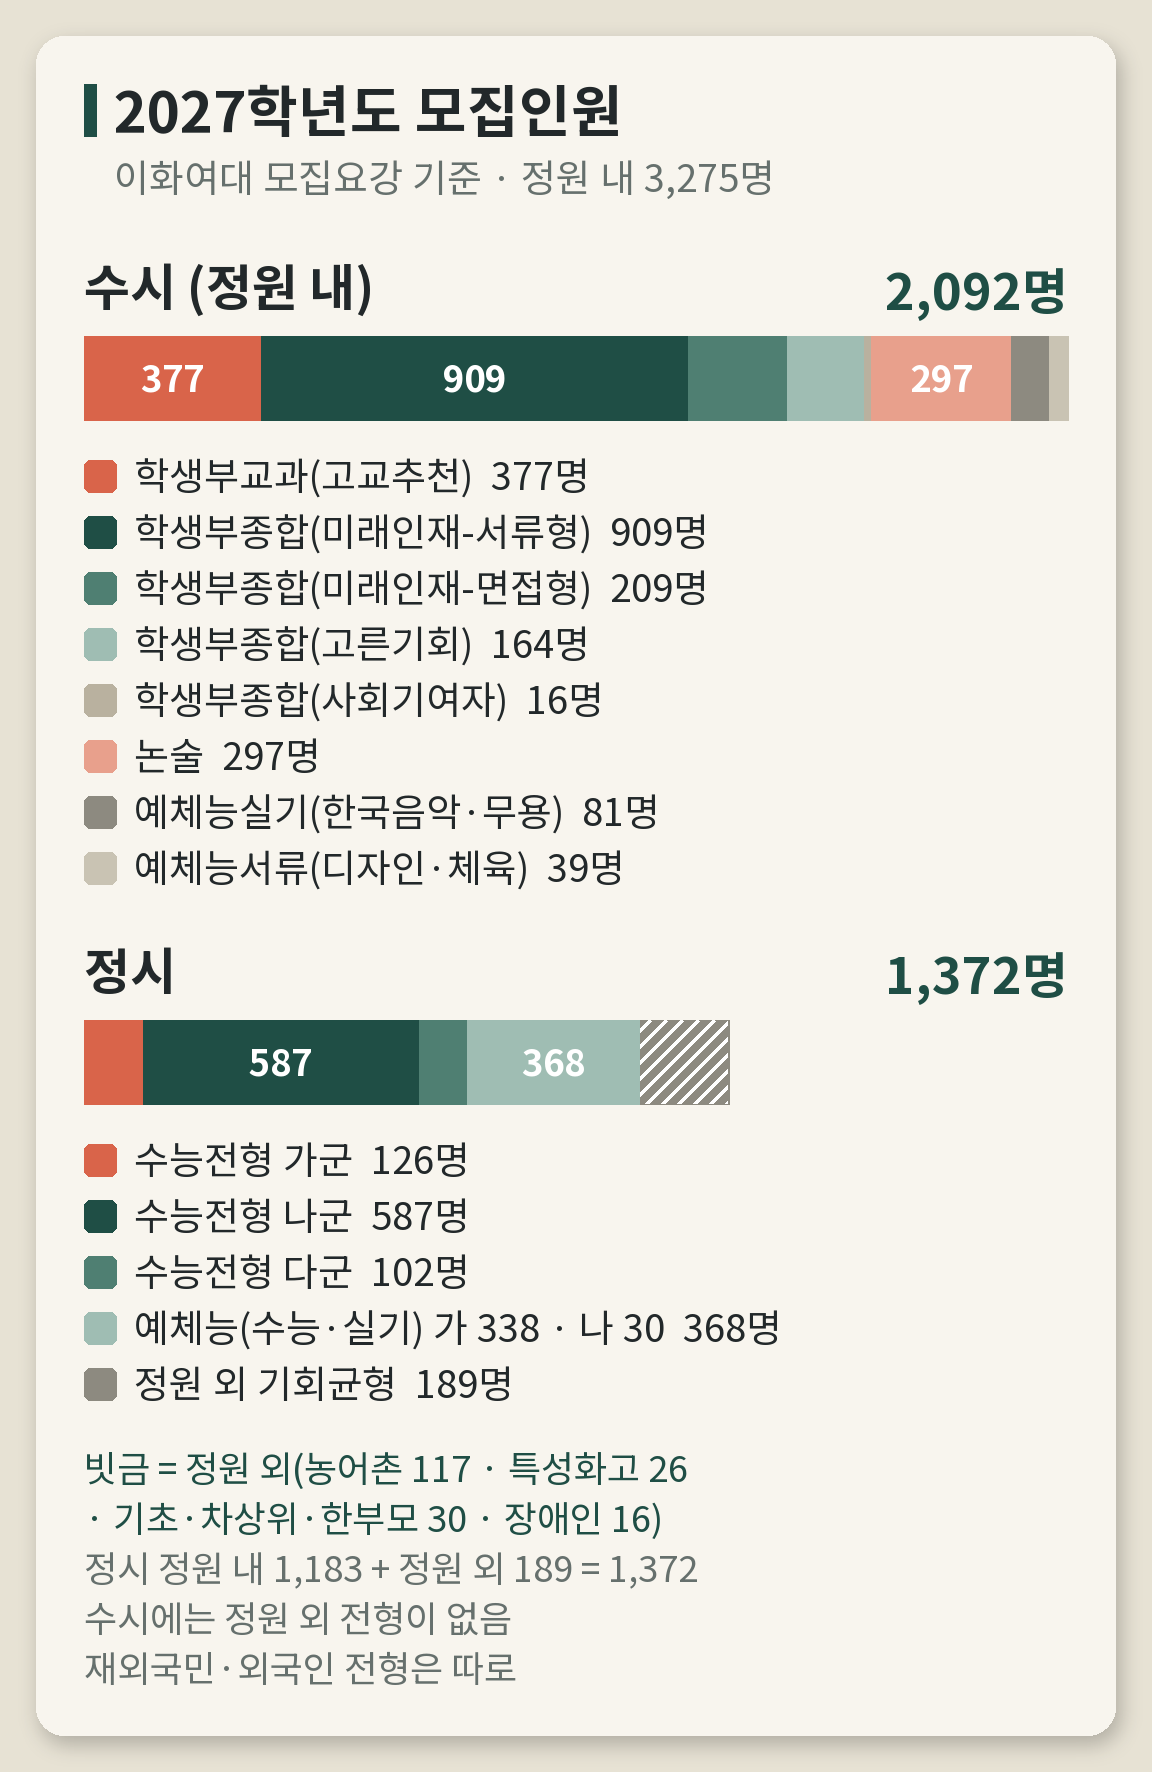 2027학년도 모집인원
이화여대 모집요강 기준 · 정원 내 3,275명
수시 (정원 내) 2,092명
377 909 297
학생부교과(고교추천) 377명
학생부종합(미래인재-서류형) 909명
학생부종합(미래인재-면접형) 209명
학생부종합(고른기회) 164명
학생부종합(사회기여자) 16명
논술 297명
예체능실기(한국음악·무용) 81명
예체능서류(디자인·체육) 39명
정시 1,372명
587 368
수능전형 가군 126명
수능전형 나군 587명
수능전형 다군 102명
예체능(수능·실기) 가 338 · 나 30 368명
정원 외 기회균형 189명
빗금 = 정원 외(농어촌 117 · 특성화고 26
· 기초·차상위·한부모 30 · 장애인 16)
정시 정원 내 1,183 + 정원 외 189 = 1,372
수시에는 정원 외 전형이 없음
재외국민·외국인 전형은 따로